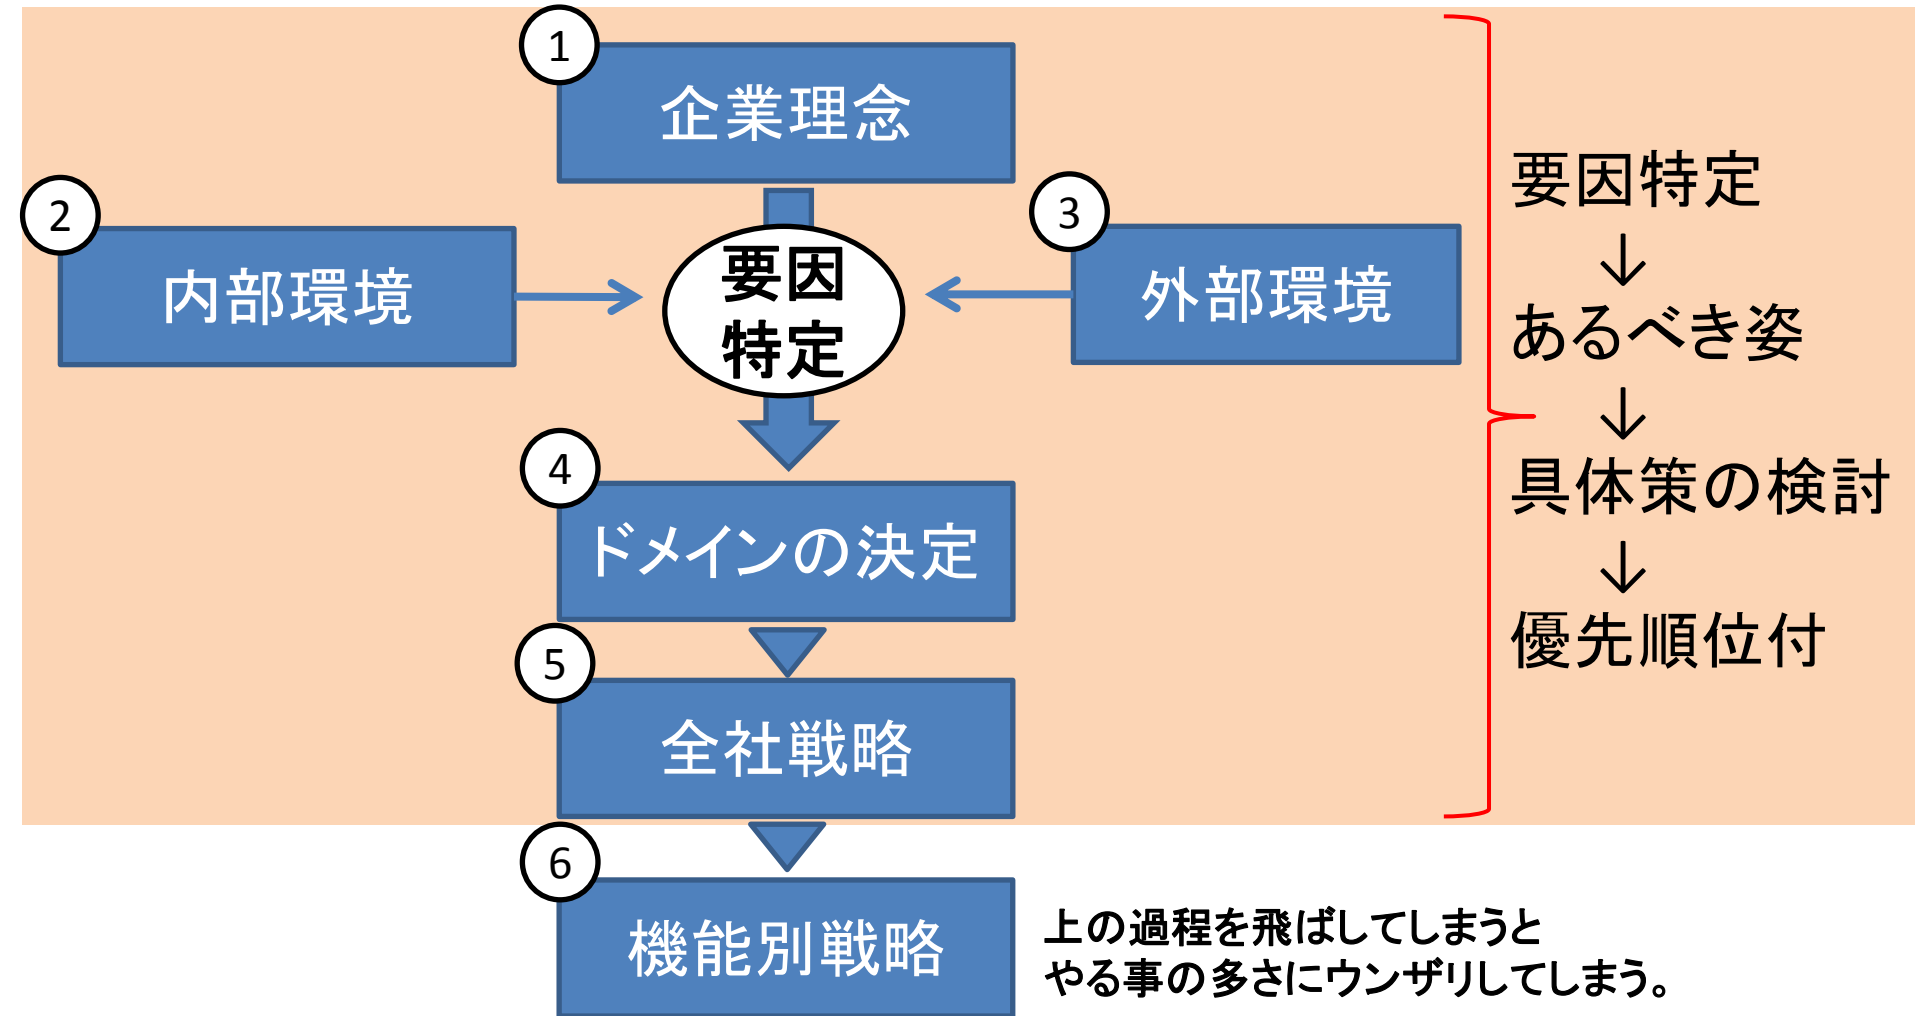 1
企業理念
2
内部環境
要因
特定
3
外部環境
4
ドメインの決定
5
全社戦略
6
機能別戦略
要因特定
↓
あるべき姿
↓
具体策の検討
↓
優先順位付
上の過程を飛ばしてしまうと
やる事の多さにウンザリしてしまう。